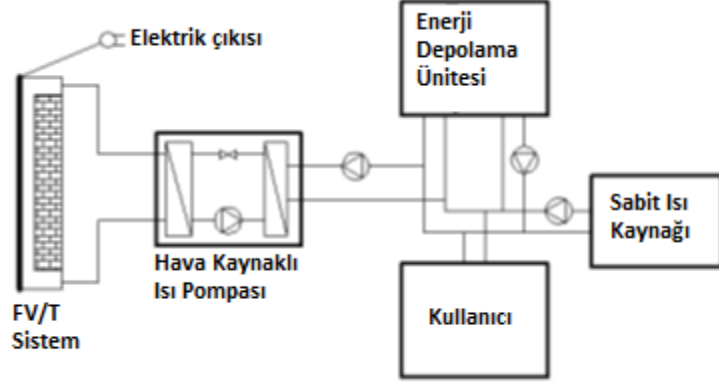 Elektrik çıkısı
Enerji
Depolama
Ünitesi
Sabit Isı
Kaynağı
Hava Kaynaklı
Isı Pompası
FV/T
Sistem
Kullanıcı